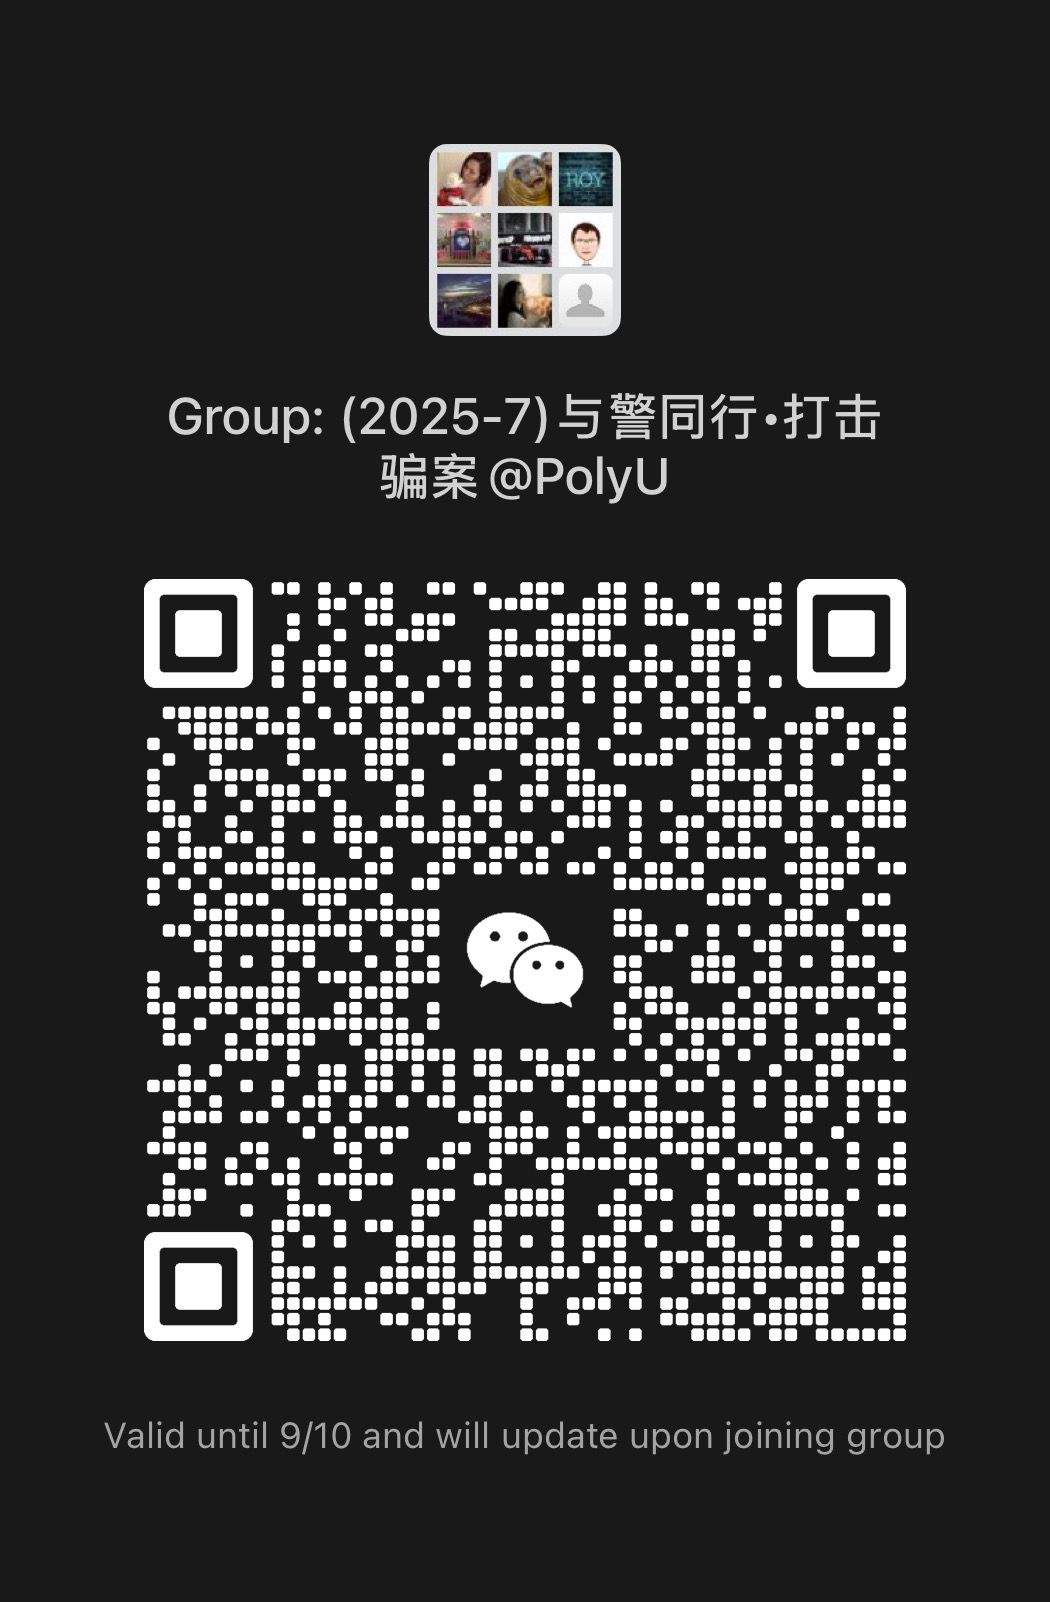 ROY
Group: (2025-7)与警同行•打击
骗案@PolyU
Valid until 9/10 and will update upon joining group